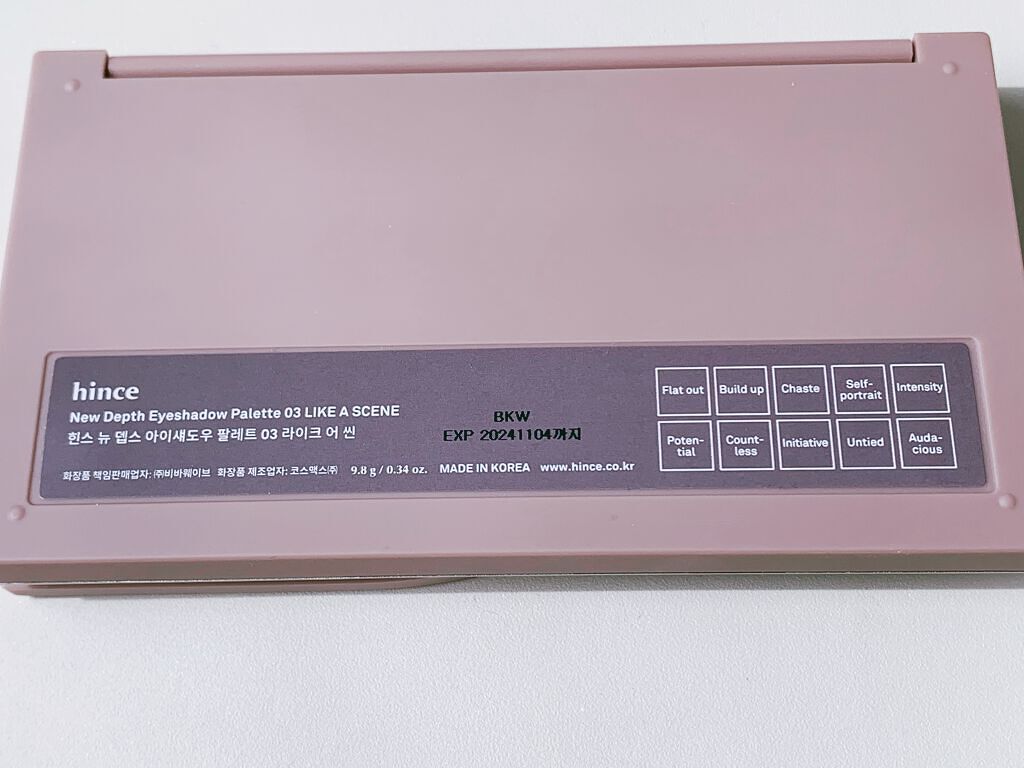 hince
New Depth Eyeshadow Palette 03 LIKE A SCENE
힌스 뉴 뎁스 아이섀도우 팔레트 03 라이크 어 씬
화장품 책임판매업자: ㈜비바웨이브 화장품 제조업자: 코스맥스㈜ 9.8 g / 0.34 oz. MADE IN KOREA www.hince.co.kr
BKW
EXP 20241104까지
Flat out
Build up
Chaste
Self-
portrait
Intensity
Poten-
tial
Count-
less
Initiative
Untied
Auda-
cious